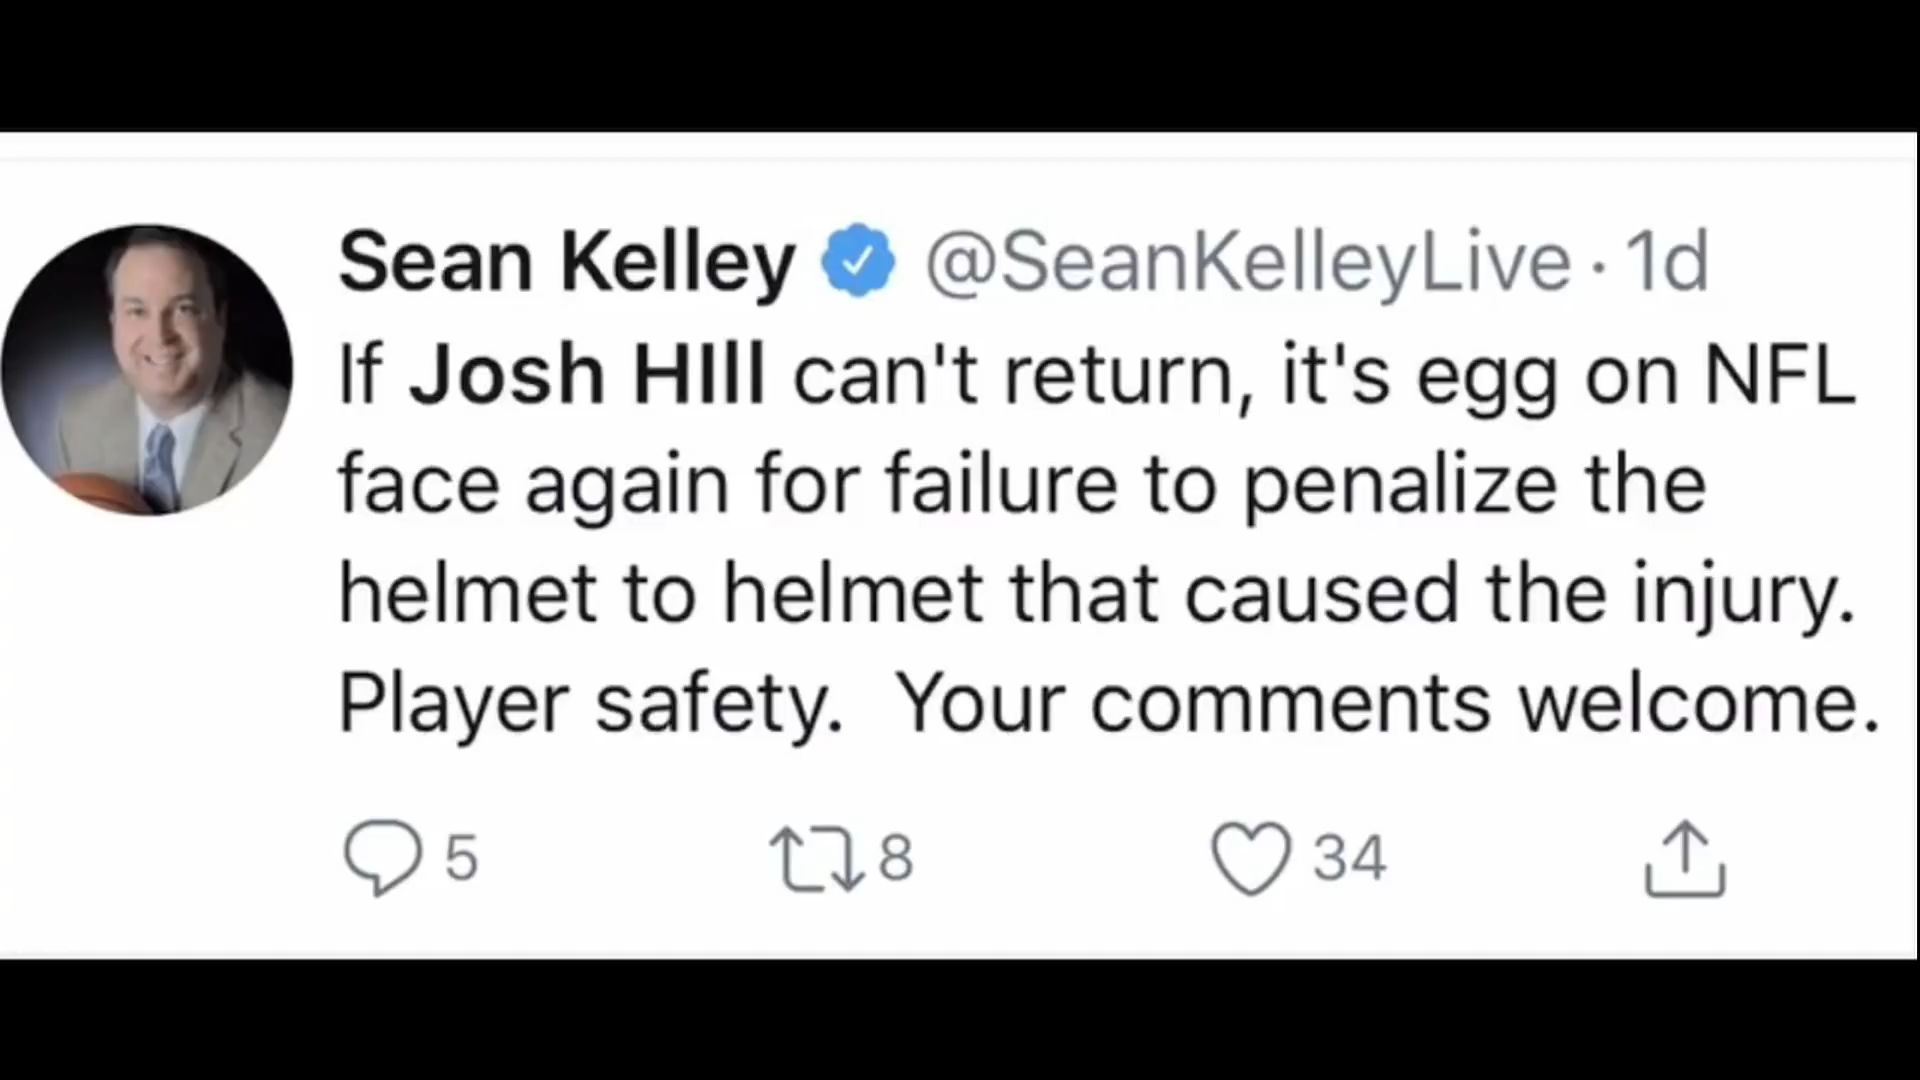 Sean Kelley @SeanKelleyLive · 1d
If Josh HIll can't return, it's egg on NFL
face again for failure to penalize the
helmet to helmet that caused the injury.
Player safety.  Your comments welcome.
5 8 34